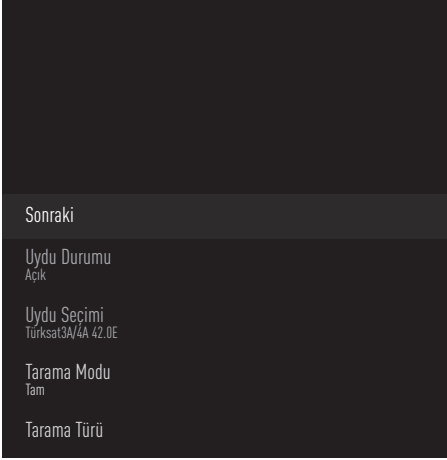 Sonraki
Uydu Durumu
Açık
Uydu Seçimi
Türksat3A/4A 42.0E
Tarama Modu
Tam
Tarama Türü